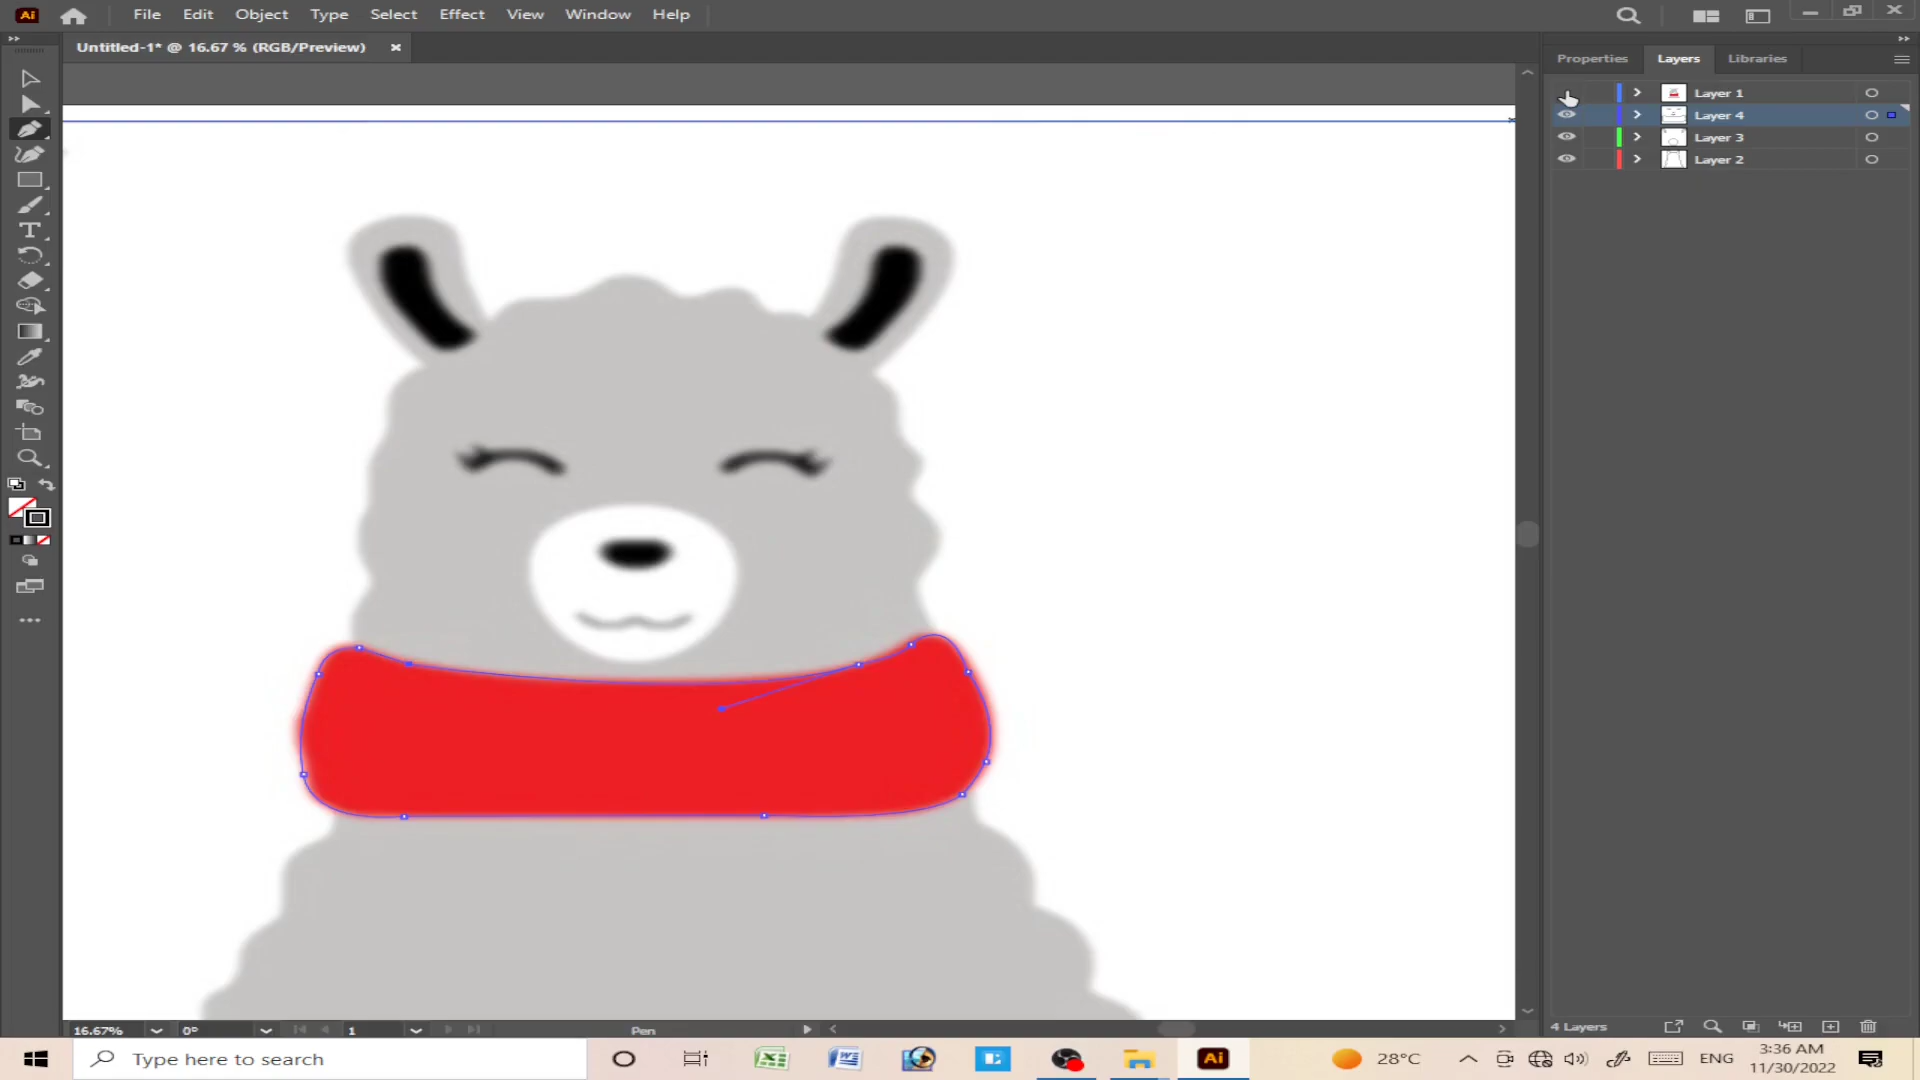 Ai File Edit Object Type Select Effect View Window Help
Untitled-1* @ 16.67 % (RGB/Preview) ×
Properties Layers Libraries
Layer 1
Layer 4
Layer 3
Layer 2
4 Layers
16.67% 0° 1 Pen
Type here to search
Ai 28°C ENG 3:36 AM
11/30/2022